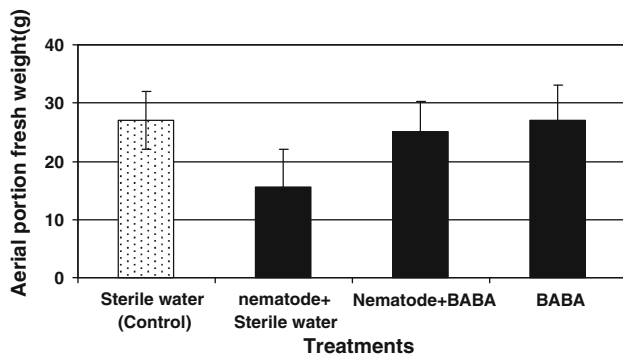 Aerial portion fresh weight(g)
40
30
20
10
0
Sterile water
(Control)
nematode+
Sterile water
Nematode+BABA
BABA
Treatments